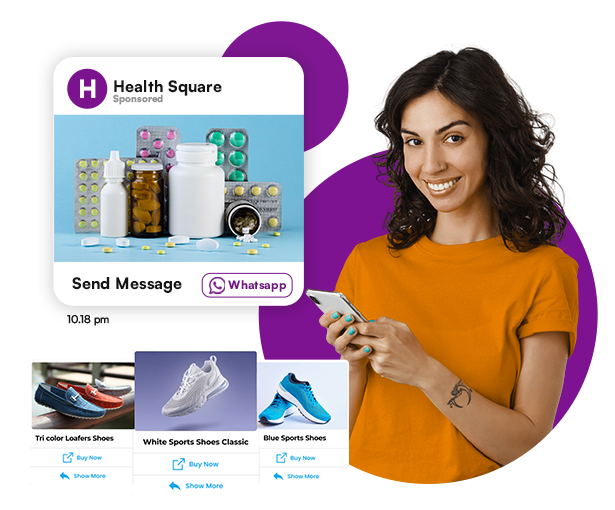 H
Health Square
Sponsored
Send Message
Whatsapp
10.18 pm
Tri color Loafers Shoes
White Sports Shoes Classic
Blue Sports Shoes
Buy Now
Buy Now
Buy Now
Show More
Show More
Show More